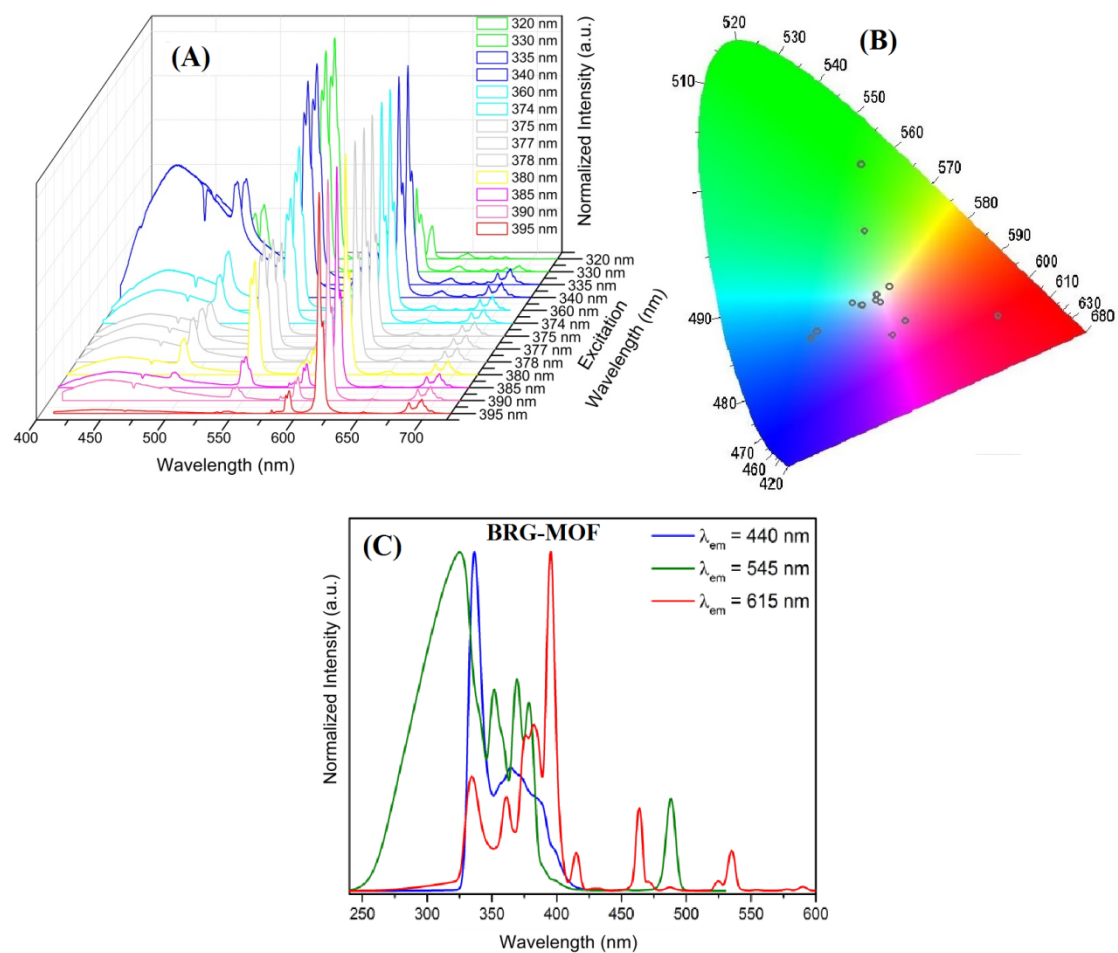 (A)
320 nm
330 nm
335 nm
340 nm
360 nm
374 nm
375 nm
377 nm
378 nm
380 nm
385 nm
390 nm
395 nm
Normalized Intensity (a.u.)
320 nm
330 nm
335 nm
340 nm
360 nm
374 nm
375 nm
377 nm
378 nm
380 nm
385 nm
390 nm
395 nm
Excitation
Wavelength (nm)
400 450 500 550 600 650 700
Wavelength (nm)
(B)
520
530
540
550
560
570
580
590
600
610
630
680
510
490
480
470
460
420
(C)
BRG-MOF
λem = 440 nm
λem = 545 nm
λem = 615 nm
Normalized Intensity (a.u.)
250 300 350 400 450 500 550 600
Wavelength (nm)